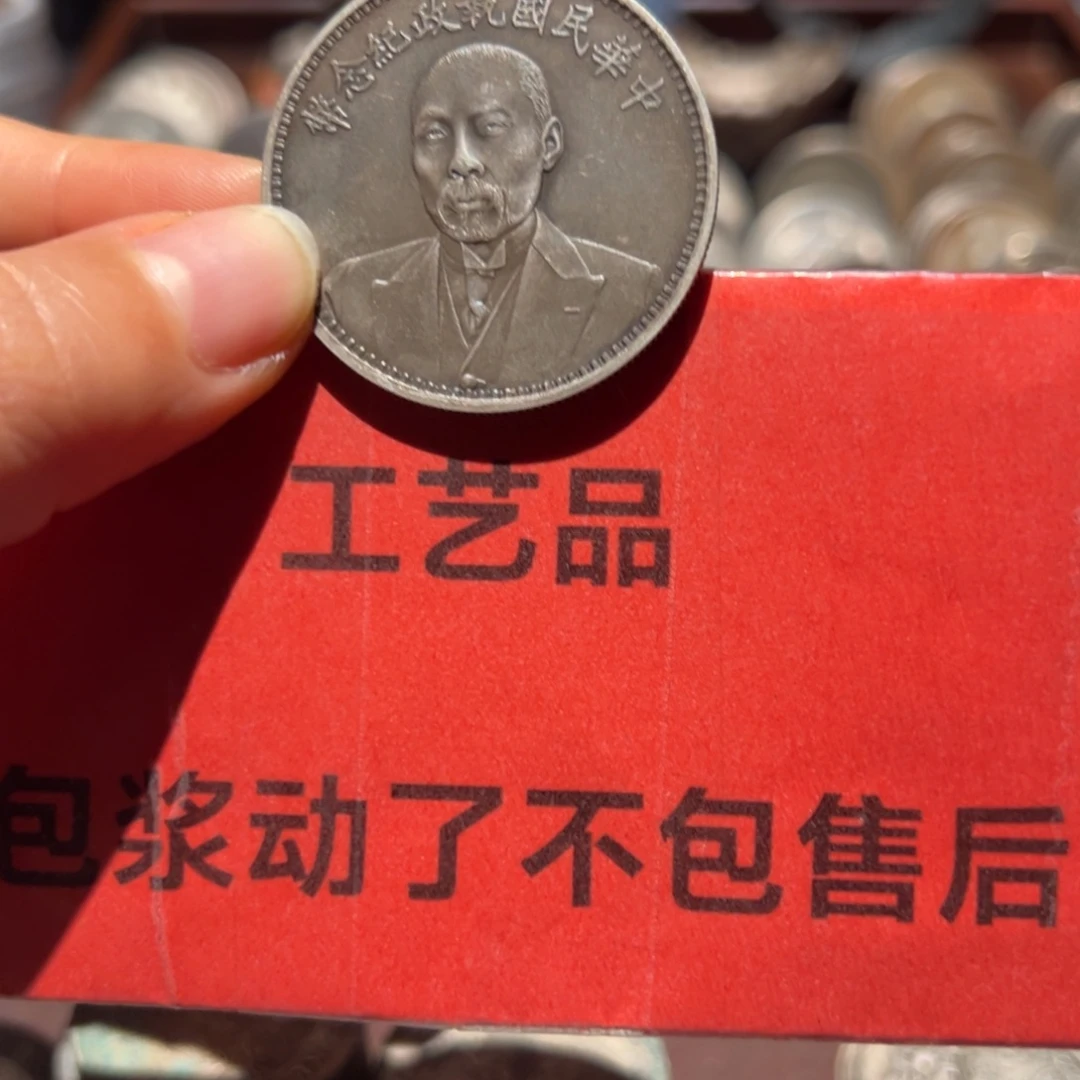 中華民國執政紀念幣
工艺品
包浆动了不包售后